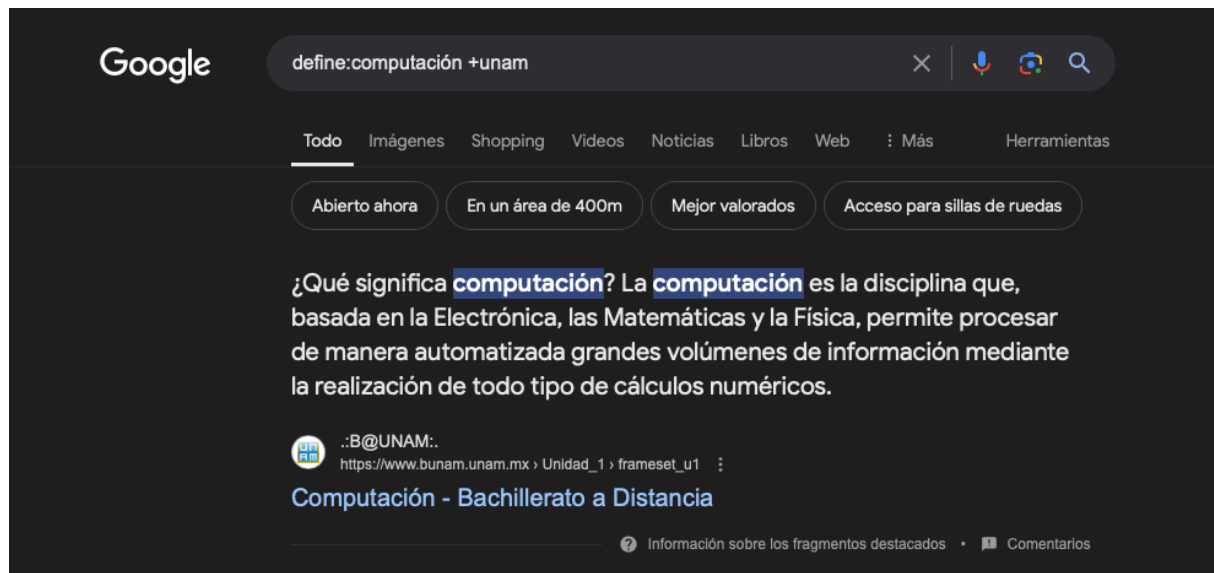 Google
define:computación +unam
Todo Imágenes Shopping Videos Noticias Libros Web Más Herramientas
Abierto ahora En un área de 400m Mejor valorados Acceso para sillas de ruedas
¿Qué significa computación? La computación es la disciplina que,
basada en la Electrónica, las Matemáticas y la Física, permite procesar
de manera automatizada grandes volúmenes de información mediante
la realización de todo tipo de cálculos numéricos.
UNAM
.:B@UNAM:.
https://www.bunam.unam.mx › Unidad_1 › frameset_u1
Computación - Bachillerato a Distancia
Información sobre los fragmentos destacados • Comentarios